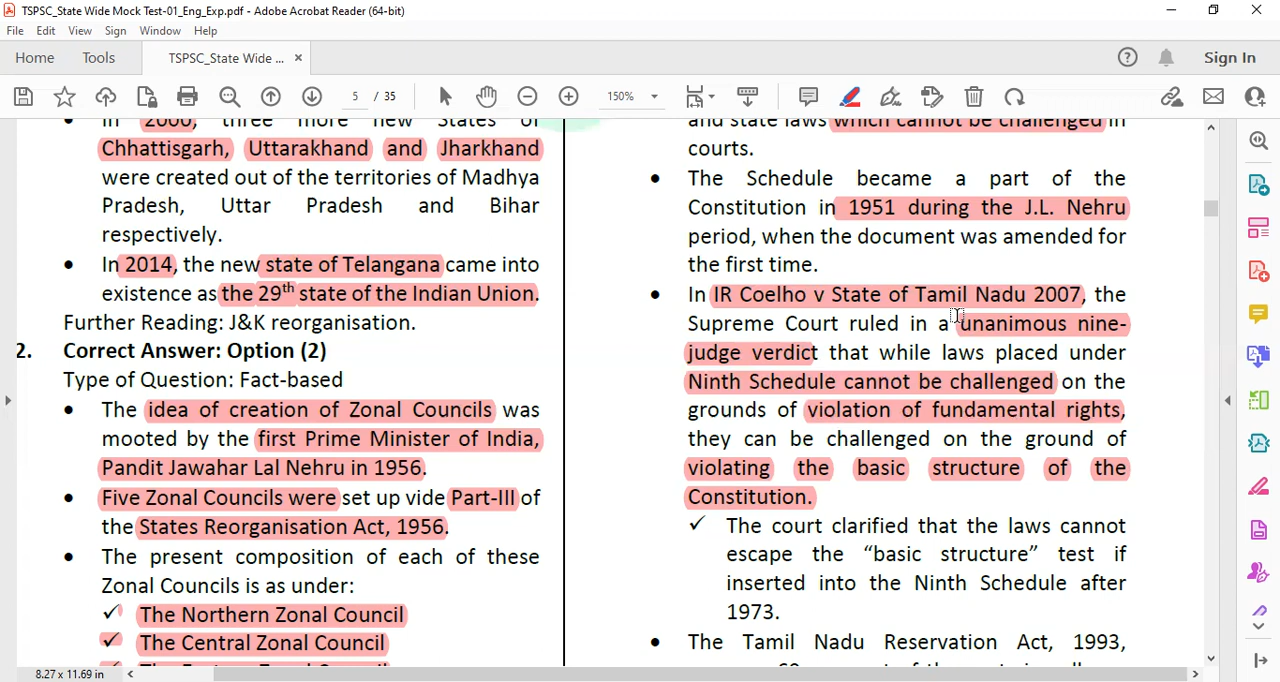 TSPSC_State Wide Mock Test-01_Eng_Exp.pdf - Adobe Acrobat Reader (64-bit)
File Edit View Sign Window Help
Home Tools TSPSC_State Wide ... × Sign In
5 / 35 150%
In 2000, three more new States of
Chhattisgarh, Uttarakhand and Jharkhand
were created out of the territories of Madhya
Pradesh, Uttar Pradesh and Bihar
respectively.
• In 2014, the new state of Telangana came into
existence as the 29th state of the Indian Union.
Further Reading: J&K reorganisation.
2. Correct Answer: Option (2)
Type of Question: Fact-based
• The idea of creation of Zonal Councils was
mooted by the first Prime Minister of India,
Pandit Jawahar Lal Nehru in 1956.
• Five Zonal Councils were set up vide Part-III of
the States Reorganisation Act, 1956.
• The present composition of each of these
Zonal Councils is as under:
✓ The Northern Zonal Council
✓ The Central Zonal Council
and state laws which cannot be challenged in
courts.
• The Schedule became a part of the
Constitution in 1951 during the J.L. Nehru
period, when the document was amended for
the first time.
• In IR Coelho v State of Tamil Nadu 2007, the
Supreme Court ruled in a unanimous nine-
judge verdict that while laws placed under
Ninth Schedule cannot be challenged on the
grounds of violation of fundamental rights,
they can be challenged on the ground of
violating the basic structure of the
Constitution.
✓ The court clarified that the laws cannot
escape the “basic structure” test if
inserted into the Ninth Schedule after
1973.
• The Tamil Nadu Reservation Act, 1993,
8.27 x 11.69 in